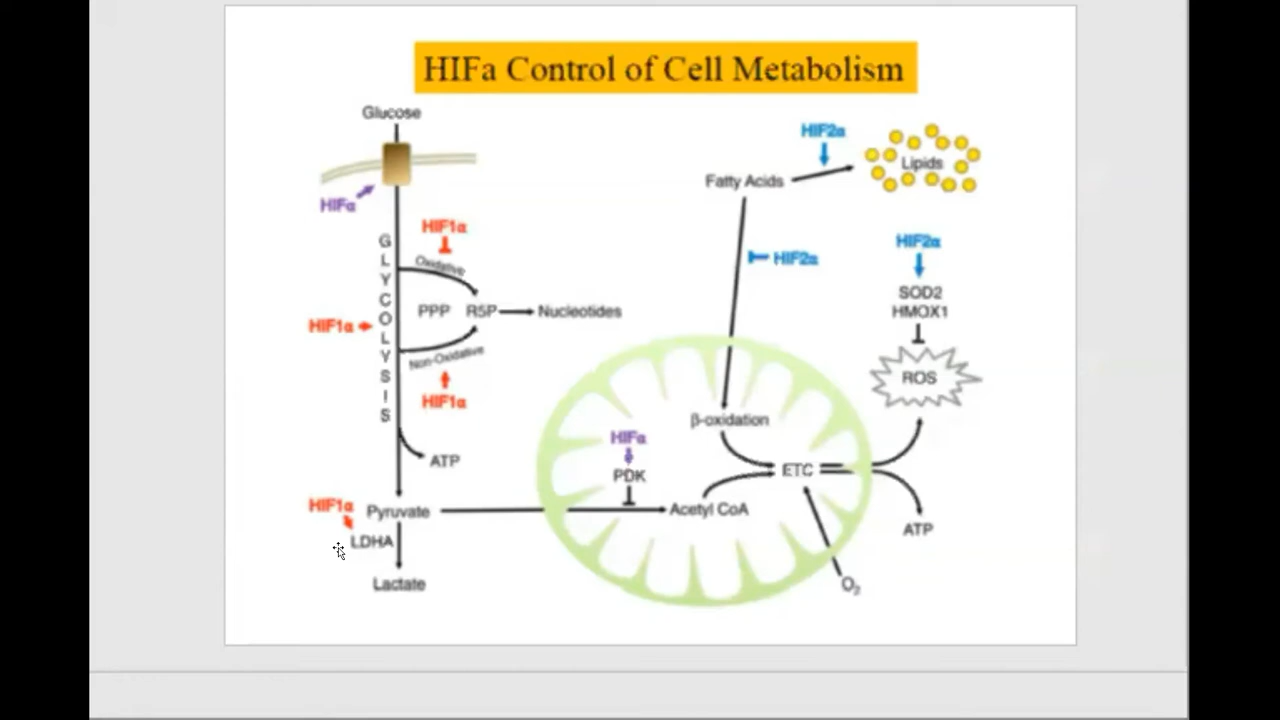 HIFa Control of Cell Metabolism
Glucose
HIFα
GLYCOLYSIS
HIF1α
Oxidative
PPP
R5P
Nucleotides
HIF1α
Non-Oxidative
HIF1α
ATP
HIF1α
Pyruvate
LDHA
Lactate
HIF2α
Fatty Acids
Lipids
HIF2α
HIF2α
SOD2
HMOX1
ROS
β-oxidation
HIFα
PDK
ETC
Acetyl CoA
ATP
O₂